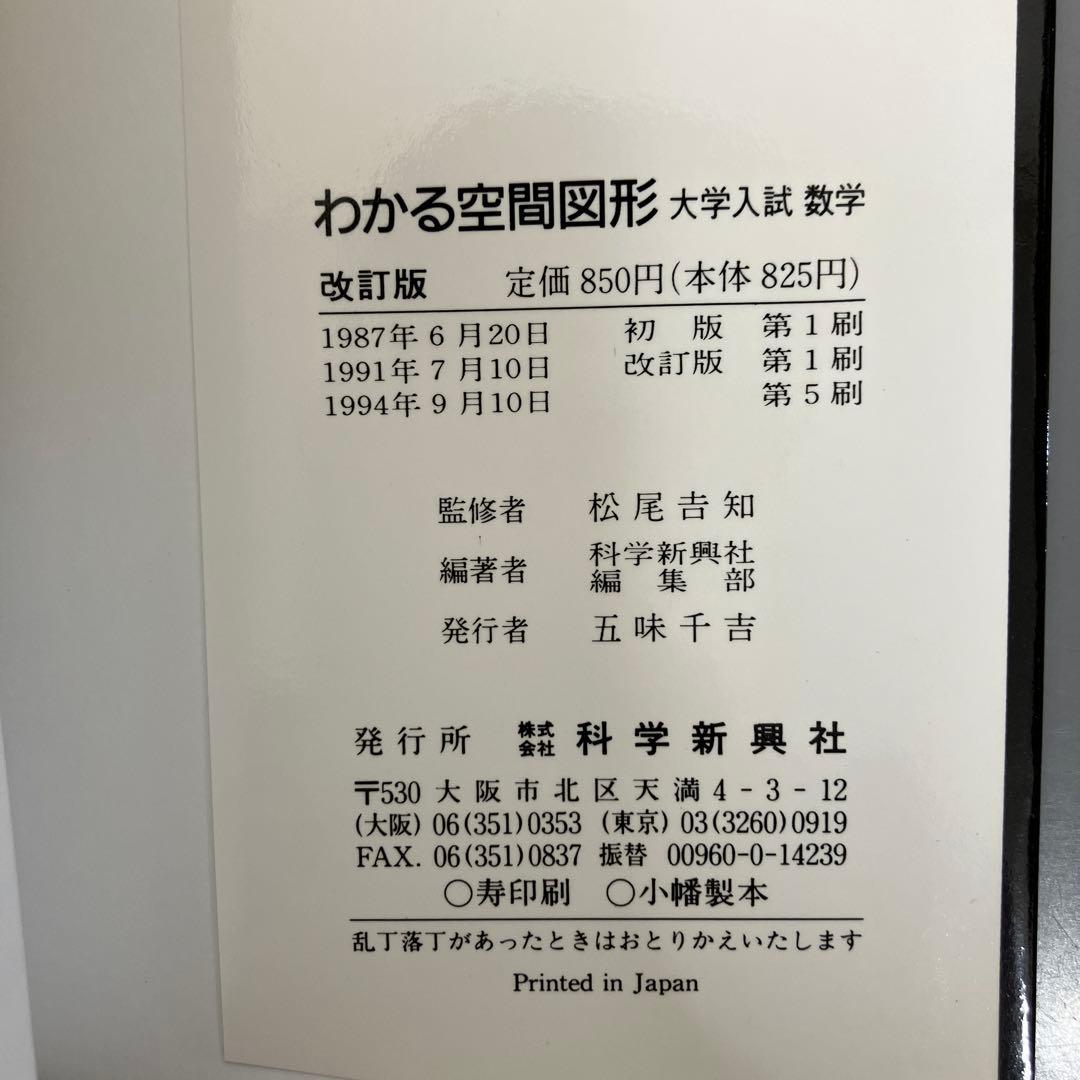 わかる空間図形 大学入試 数学
改訂版 定価 850円(本体 825円)
1987年 6 月20日 初 版 第 1 刷
1991年 7 月10日 改訂版 第 1 刷
1994年 9 月10日 第 5 刷
監修者 松尾𠮷知
編著者 科学新興社
編 集 部
発行者 五味千吉
発行所 株式会社 科学新興社
〒530 大阪市北区天満 4 - 3 - 12
(大阪) 06(351)0353 (東京) 03(3260)0919
FAX. 06(351)0837 振替 00960-0-14239
○寿印刷 ○小幡製本
乱丁落丁があったときはおとりかえいたします
Printed in Japan